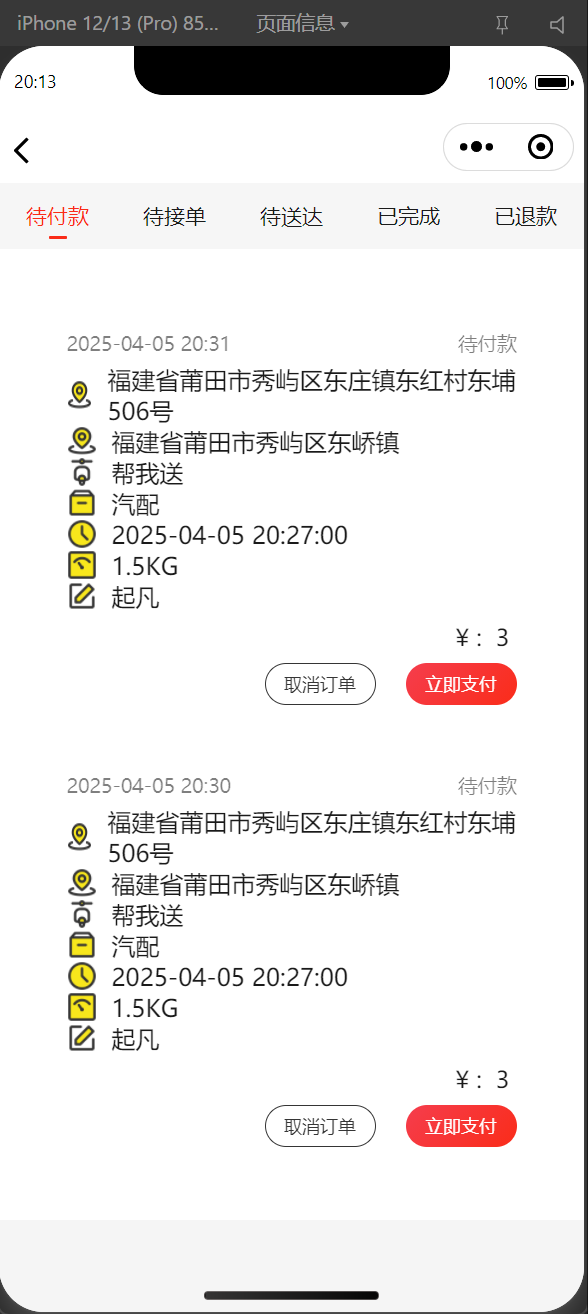 iPhone 12/13 (Pro) 85... 页面信息
20:13 100%
待付款 待接单 待送达 已完成 已退款
2025-04-05 20:31 待付款
福建省莆田市秀屿区东庄镇东红村东埔
506号
福建省莆田市秀屿区东峤镇
帮我送
汽配
2025-04-05 20:27:00
1.5KG
起凡
￥：3
取消订单 立即支付
2025-04-05 20:30 待付款
福建省莆田市秀屿区东庄镇东红村东埔
506号
福建省莆田市秀屿区东峤镇
帮我送
汽配
2025-04-05 20:27:00
1.5KG
起凡
￥：3
取消订单 立即支付